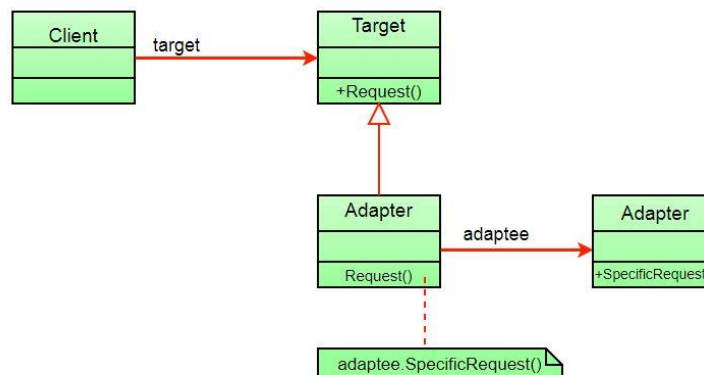 Client
target
Target
+Request()
Adapter
adaptee
Adapter
Request()
+SpecificRequest
adaptee.SpecificRequest()